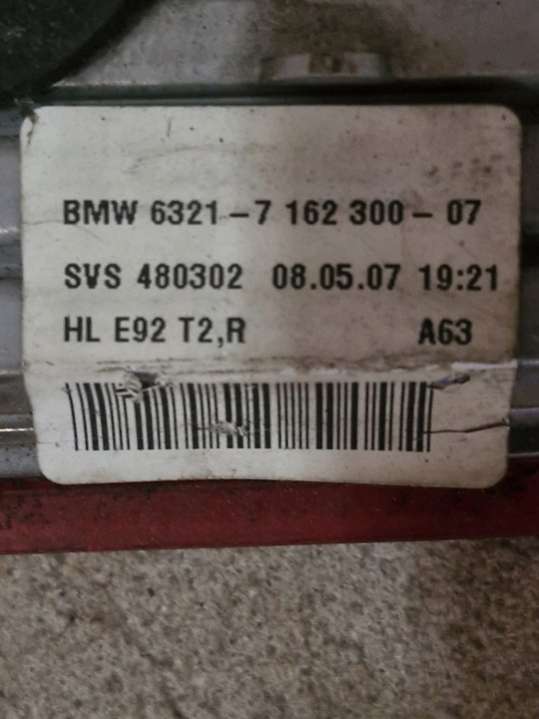 BMW 6321-7 162 300-07
SVS 480302 08.05.07 19:21
HL E92 T2,R A63